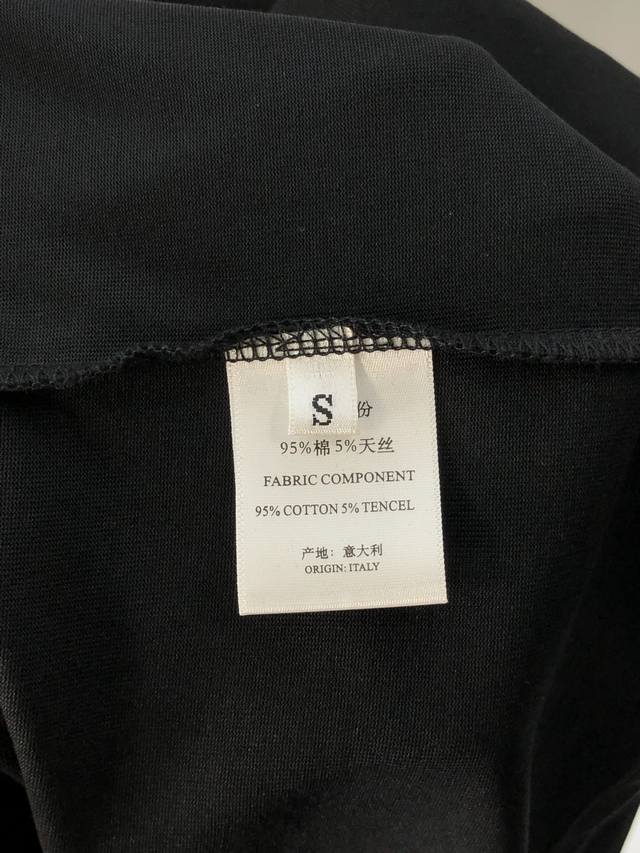 S
份
95%棉 5%天丝
FABRIC COMPONENT
95% COTTON 5% TENCEL
产地：意大利
ORIGIN: ITALY